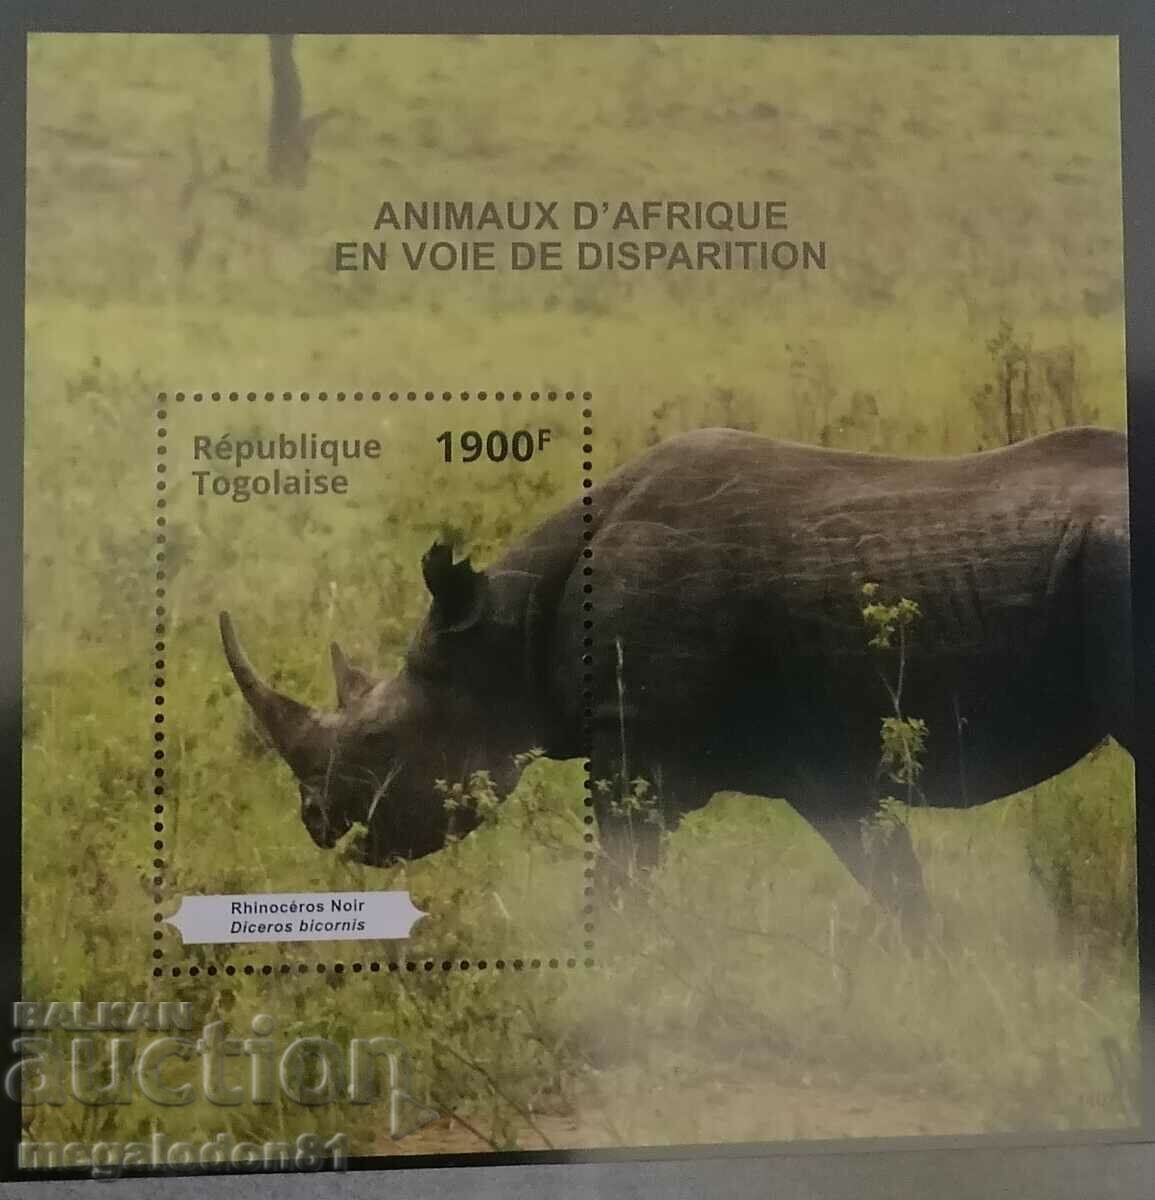 ANIMAUX D'AFRIQUE
EN VOIE DE DISPARITION
République
Togolaise
1900F
Rhinocéros Noir
Diceros bicornis
BALKAN
auction
megalodon81